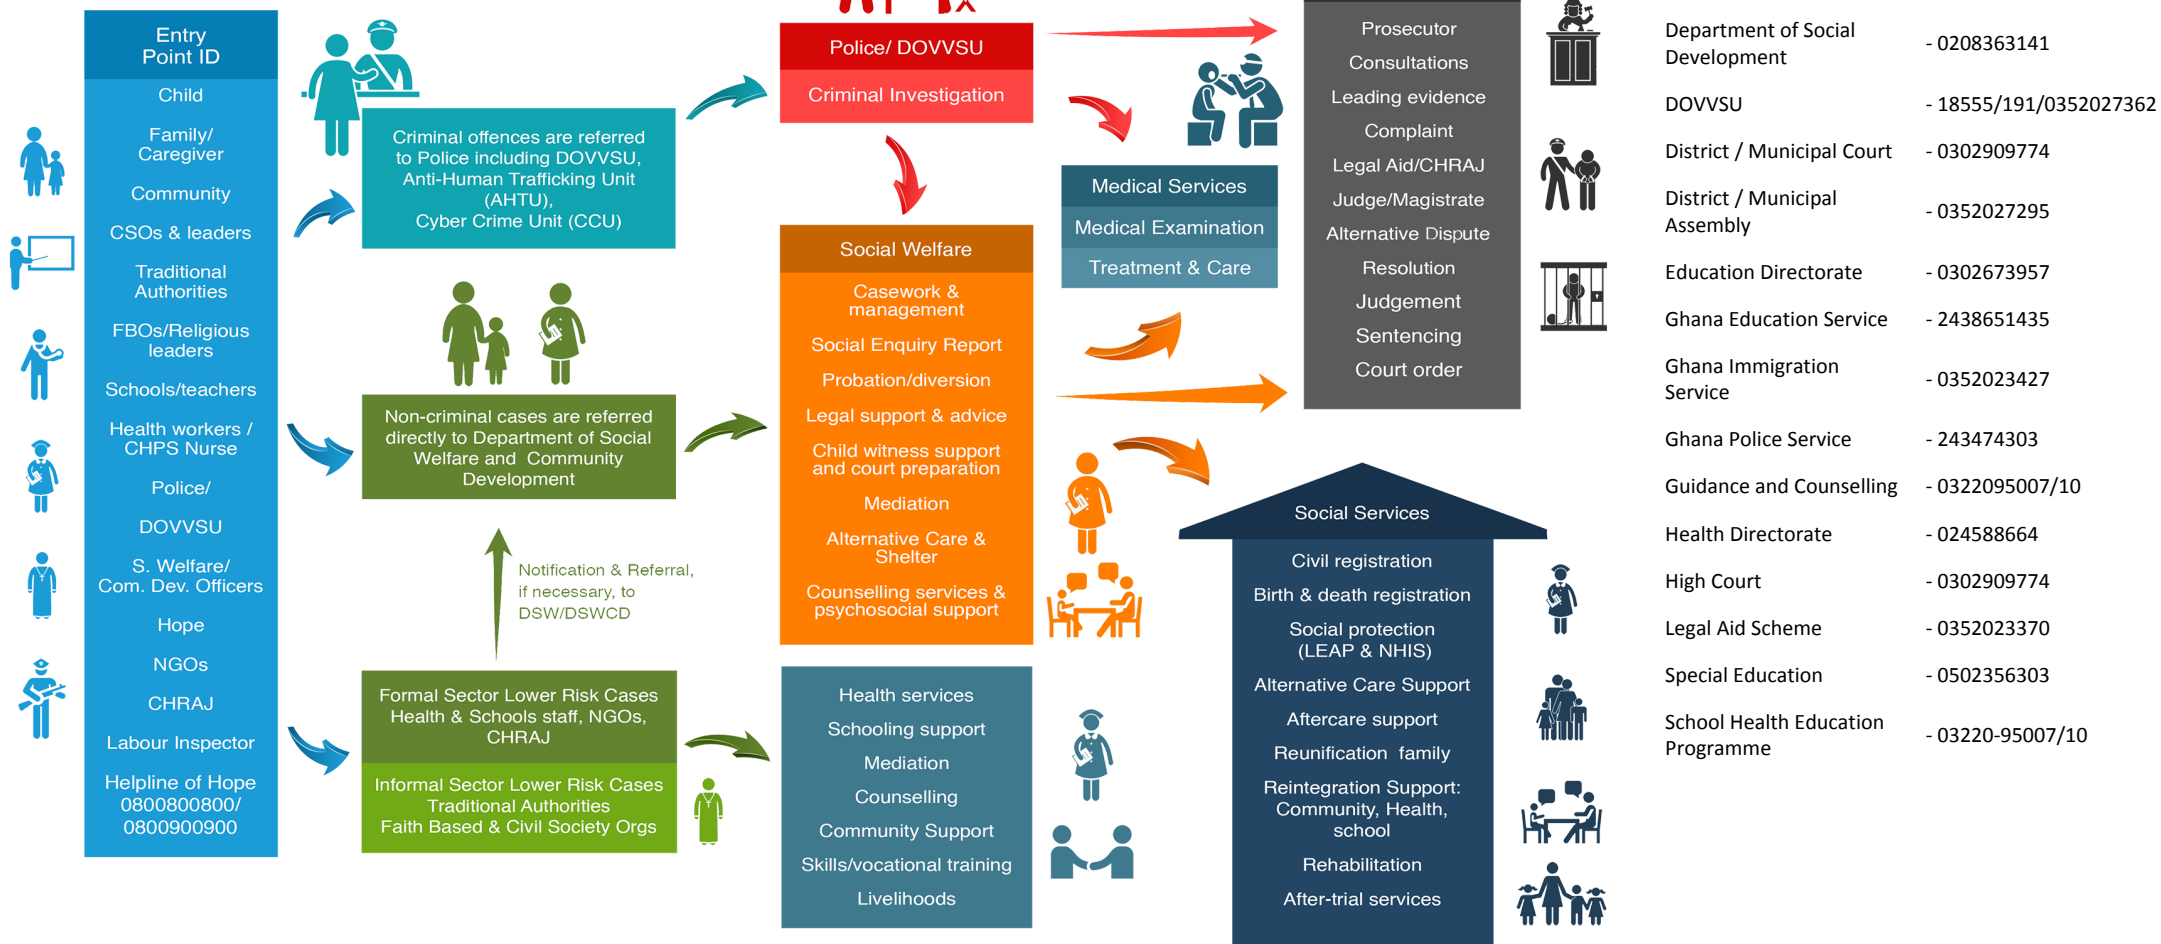 Entry
Point ID
Child
Family/
Caregiver
Community
CSOs & leaders
Traditional
Authorities
FBOs/Religious
leaders
Schools/teachers
Health workers /
CHPS Nurse
Police/
DOVVSU
S. Welfare/
Com. Dev. Officers
Hope
NGOs
CHRAJ
Labour Inspector
Helpline of Hope
0800800800/
0800900900
Criminal offences are referred
to Police including DOVVSU,
Anti-Human Trafficking Unit
(AHTU),
Cyber Crime Unit (CCU)
Non-criminal cases are referred
directly to Department of Social
Welfare and Community
Development
Notification & Referral,
if necessary, to
DSW/DSWCD
Formal Sector Lower Risk Cases
Health & Schools staff, NGOs,
CHRAJ
Informal Sector Lower Risk Cases
Traditional Authorities
Faith Based & Civil Society Orgs
Police/ DOVVSU
Criminal Investigation
Social Welfare
Casework &
management
Social Enquiry Report
Probation/diversion
Legal support & advice
Child witness support
and court preparation
Mediation
Alternative Care &
Shelter
Counselling services &
psychosocial support
Health services
Schooling support
Mediation
Counselling
Community Support
Skills/vocational training
Livelihoods
Medical Services
Medical Examination
Treatment & Care
Prosecutor
Consultations
Leading evidence
Complaint
Legal Aid/CHRAJ
Judge/Magistrate
Alternative Dispute
Resolution
Judgement
Sentencing
Court order
Social Services
Civil registration
Birth & death registration
Social protection
(LEAP & NHIS)
Alternative Care Support
Aftercare support
Reunification family
Reintegration Support:
Community, Health,
school
Rehabilitation
After-trial services
Department of Social
Development - 0208363141
DOVVSU - 18555/191/0352027362
District / Municipal Court - 0302909774
District / Municipal
Assembly - 0352027295
Education Directorate - 0302673957
Ghana Education Service - 2438651435
Ghana Immigration
Service - 0352023427
Ghana Police Service - 243474303
Guidance and Counselling - 0322095007/10
Health Directorate - 024588664
High Court - 0302909774
Legal Aid Scheme - 0352023370
Special Education - 0502356303
School Health Education
Programme - 03220-95007/10